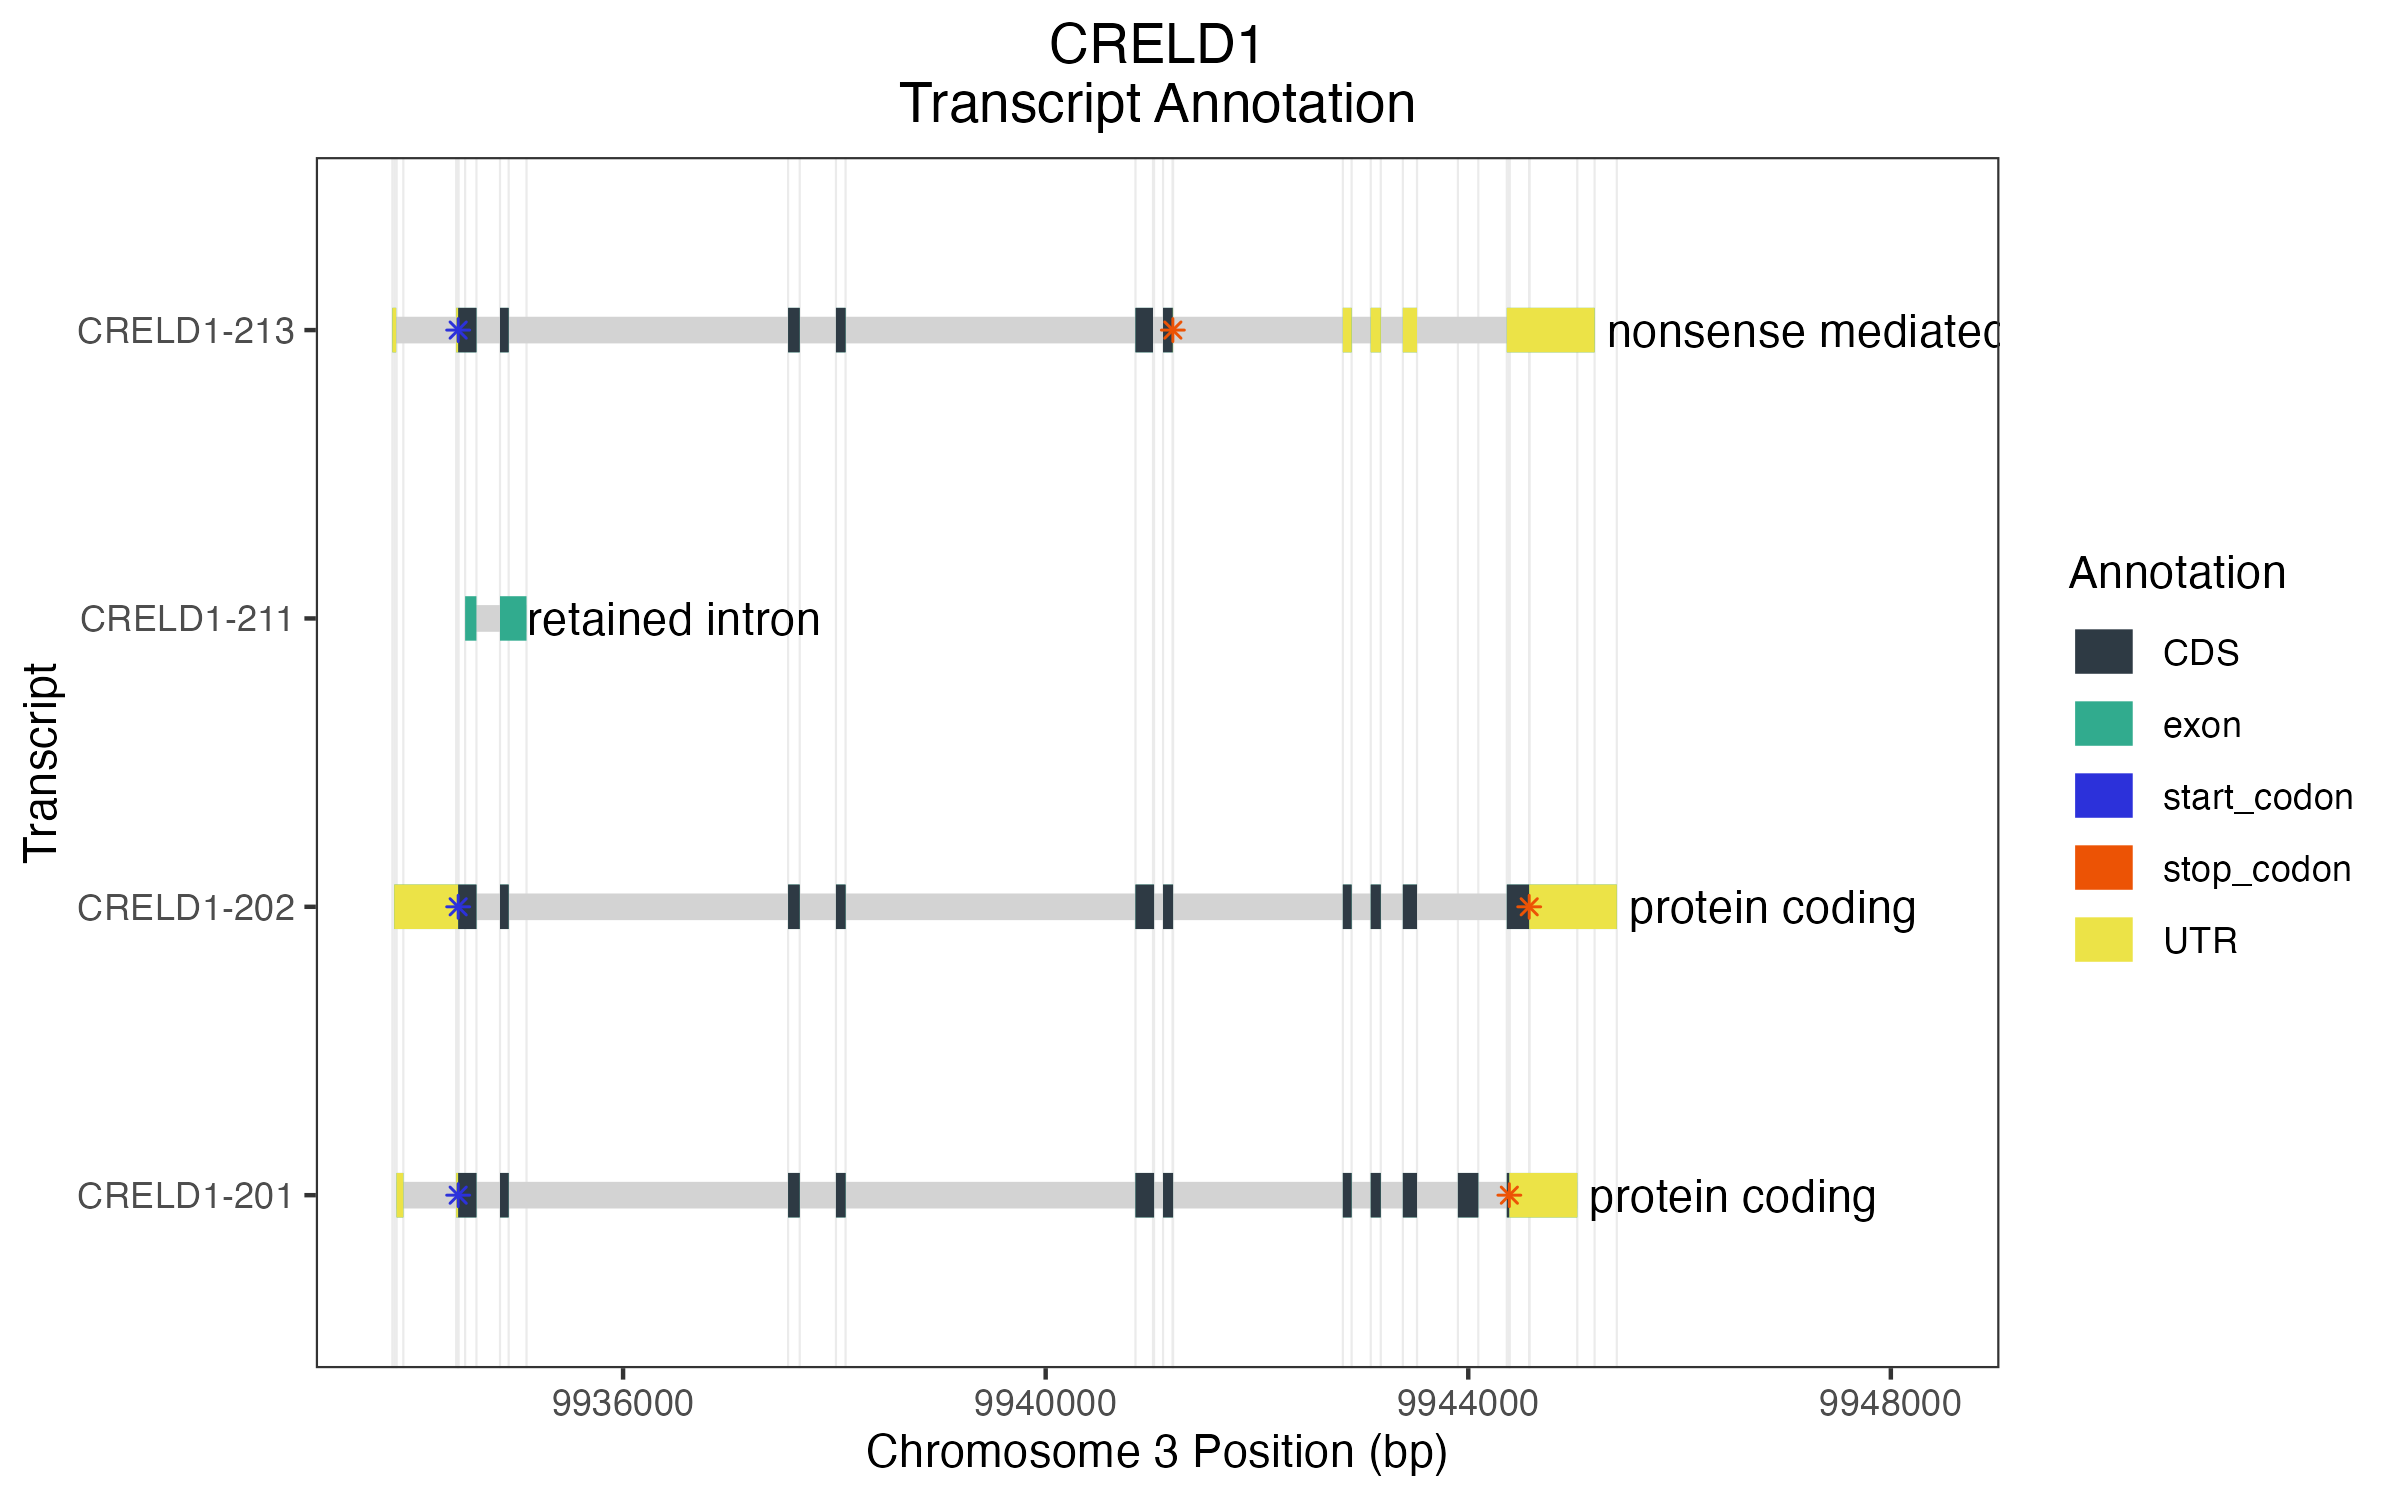 CRELD1
Transcript Annotation
Transcript
CRELD1-213
nonsense mediated
CRELD1-211
retained intron
CRELD1-202
protein coding
CRELD1-201
protein coding
9936000
9940000
9944000
9948000
Chromosome 3 Position (bp)
Annotation
CDS
exon
start_codon
stop_codon
UTR